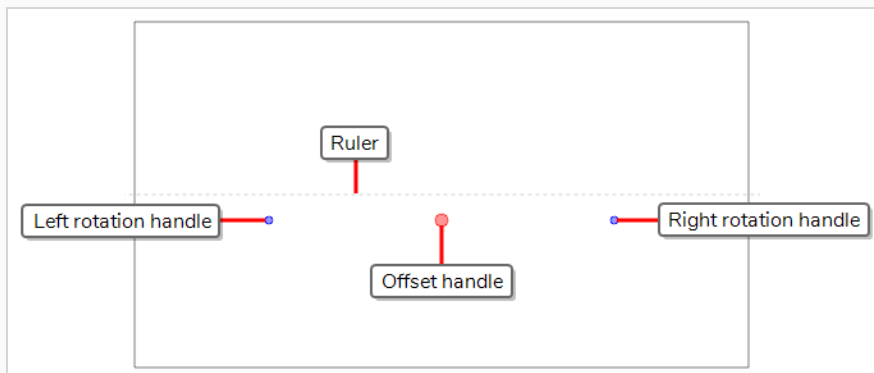 Ruler
Left rotation handle
Right rotation handle
Offset handle